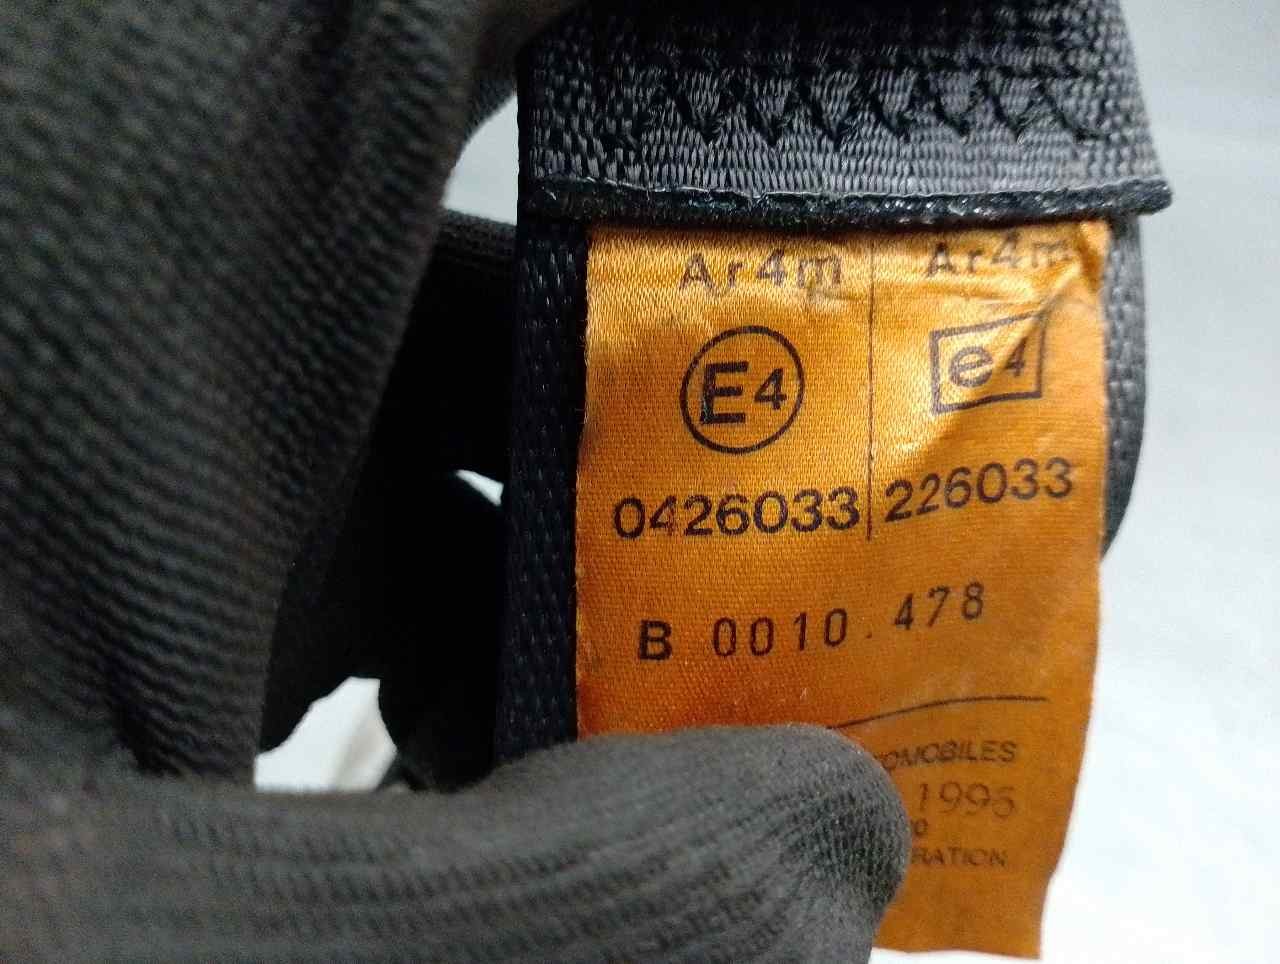 Ar4m Ar4m
E4 e4
0426033 226033
B 0010.478
OMOBILES
1995
RATION